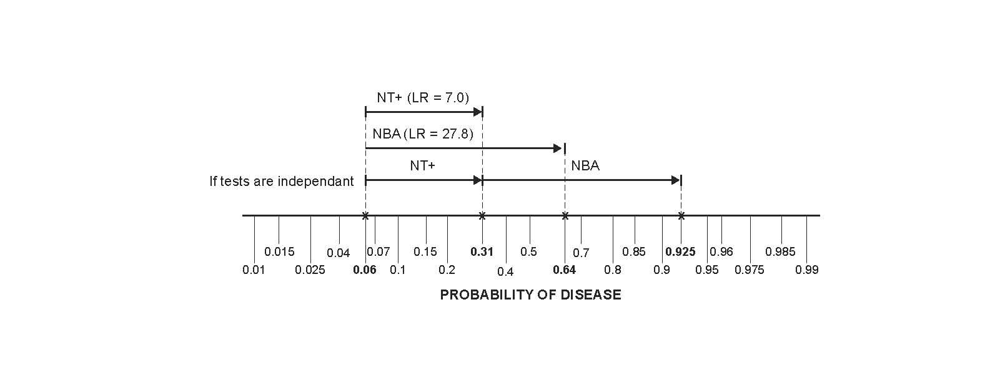 NT+ (LR = 7.0)
NBA (LR = 27.8)
NT+ NBA
If tests are independant
0.015 0.04 0.07 0.15 0.31 0.5 0.7 0.85 0.925 0.96 0.985
0.01 0.025 0.06 0.1 0.2 0.4 0.64 0.8 0.9 0.95 0.975 0.99
PROBABILITY OF DISEASE